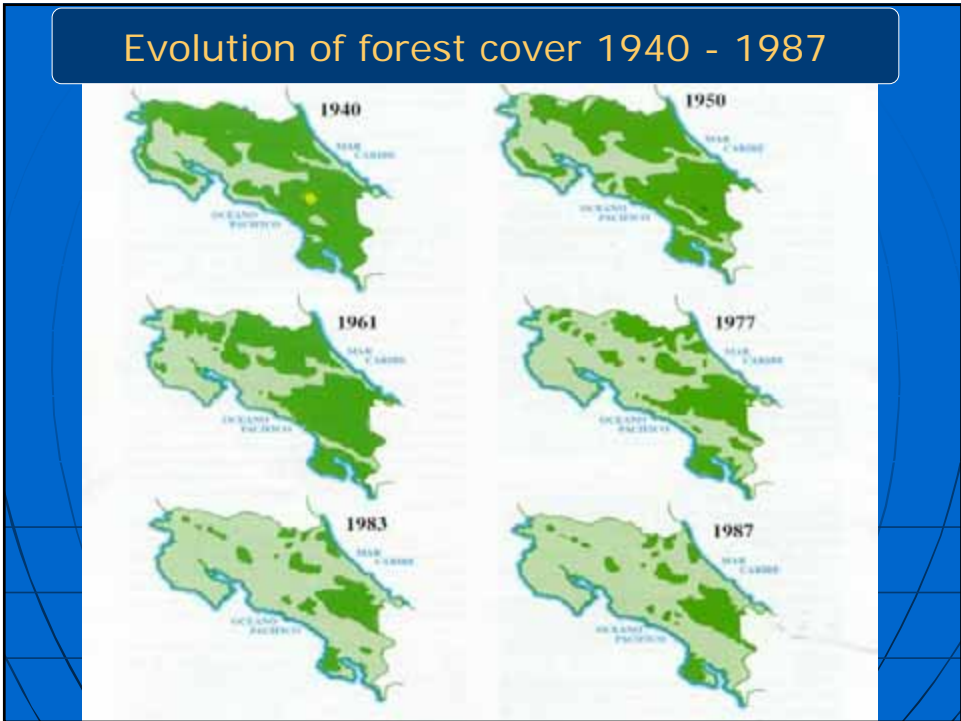 Evolution of forest cover 1940 - 1987
1940
MAR
CARIBE
OCEANO
PACIFICO
1950
MAR
CARIBE
OCEANO
PACIFICO
1961
MAR
CARIBE
OCEANO
PACIFICO
1977
MAR
CARIBE
OCEANO
PACIFICO
1983
MAR
CARIBE
OCEANO
PACIFICO
1987
MAR
CARIBE
OCEANO
PACIFICO